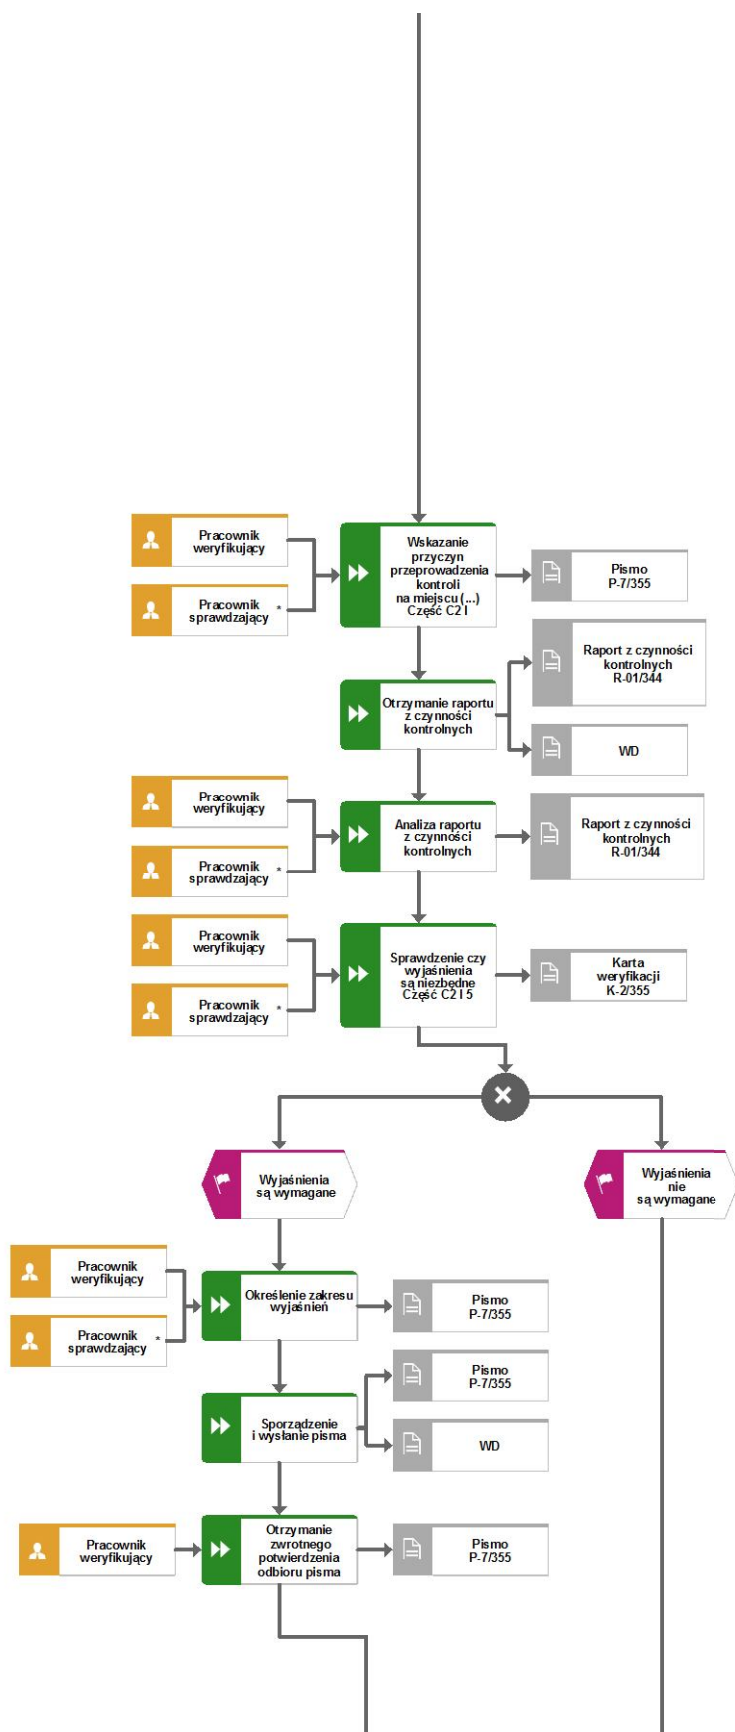 Pracownik
weryfikujący
Pracownik *
sprawdzający
Wskazanie
przyczyn
przeprowadzenia
kontroli
na miejscu (...)
Część C2 I
Pismo
P-7/355
Otrzymanie raportu
z czynności
kontrolnych
Raport z czynności
kontrolnych
R-01/344
WD
Pracownik
weryfikujący
Pracownik *
sprawdzający
Analiza raportu
z czynności
kontrolnych
Raport z czynności
kontrolnych
R-01/344
Pracownik
weryfikujący
Pracownik *
sprawdzający
Sprawdzenie czy
wyjaśnienia
są niezbędne
Część C2 I 5
Karta
weryfikacji
K-2/355
Wyjaśnienia
są wymagane
Wyjaśnienia
nie
są wymagane
Pracownik
weryfikujący
Pracownik *
sprawdzający
Określenie zakresu
wyjaśnień
Pismo
P-7/355
Sporządzenie
i wysłanie pisma
Pismo
P-7/355
WD
Pracownik
weryfikujący
Otrzymanie
zwrotnego
potwierdzenia
odbioru pisma
Pismo
P-7/355